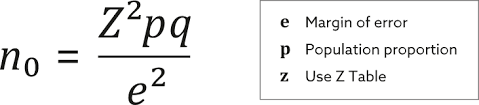 n₀ = Z²pq / e²
e Margin of error
p Population proportion
z Use Z Table